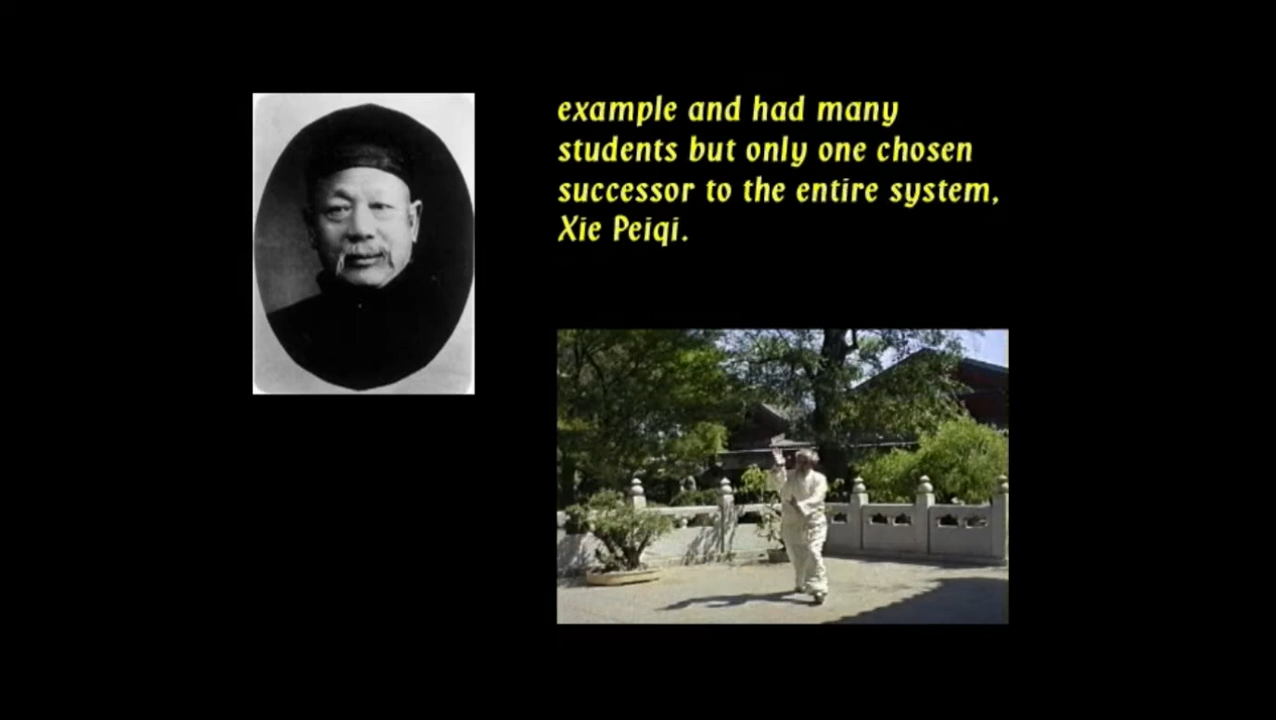 example and had many
students but only one chosen
successor to the entire system,
Xie Peiqi.